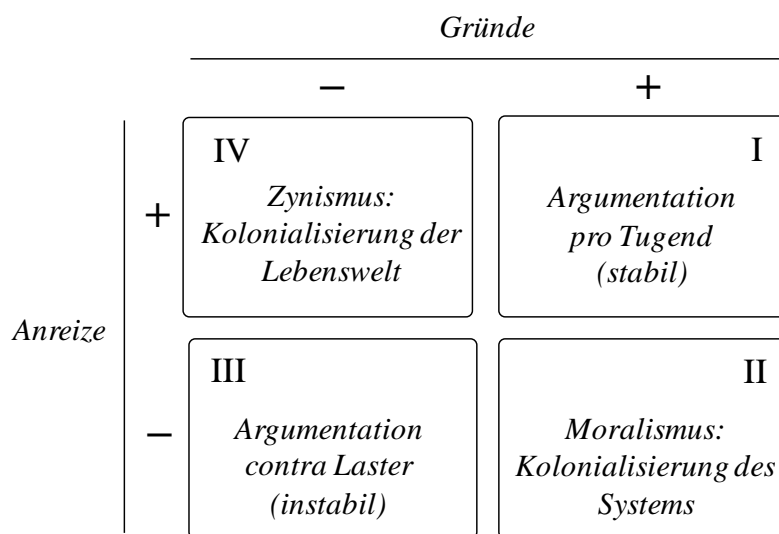 Gründe
− +
IV
Zynismus:
Kolonialisierung der
Lebenswelt
I
Argumentation
pro Tugend
(stabil)
+
Anreize
−
III
Argumentation
contra Laster
(instabil)
II
Moralismus:
Kolonialisierung des
Systems